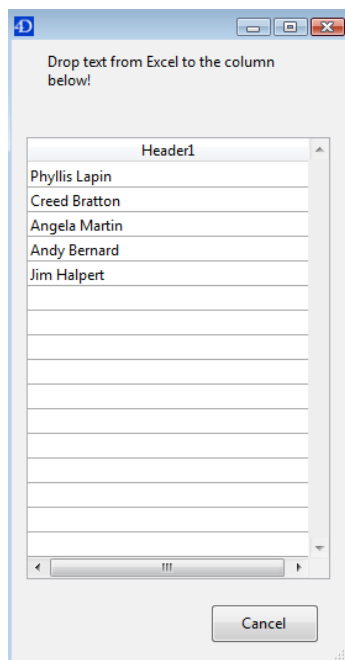 4D
Drop text from Excel to the column
below!
Header1
Phyllis Lapin
Creed Bratton
Angela Martin
Andy Bernard
Jim Halpert
Cancel